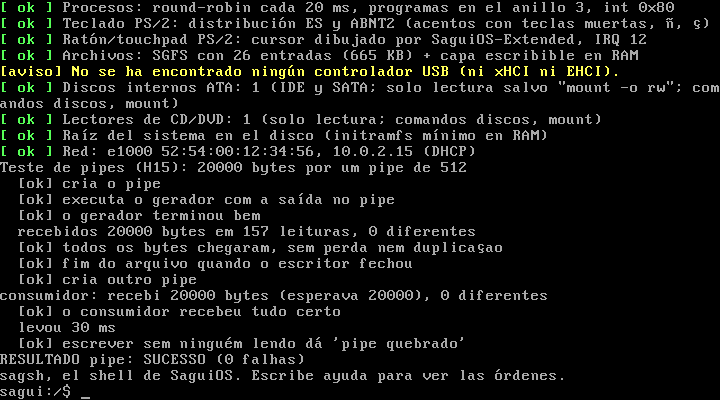 [ ok ] Procesos: round-robin cada 20 ms, programas en el anillo 3, int 0x80
[ ok ] Teclado PS/2: distribución ES y ABNT2 (acentos con teclas muertas, ñ, ç)
[ ok ] Ratón/touchpad PS/2: cursor dibujado por SaguiOS-Extended, IRQ 12
[ ok ] Archivos: SGFS con 26 entradas (665 KB) + capa escribible en RAM
[aviso] No se ha encontrado ningún controlador USB (ni xHCI ni EHCI).
[ ok ] Discos internos ATA: 1 (IDE y SATA; solo lectura salvo "mount -o rw"; com
andos discos, mount)
[ ok ] Lectores de CD/DVD: 1 (solo lectura; comandos discos, mount)
[ ok ] Raíz del sistema en el disco (initramfs mínimo en RAM)
[ ok ] Red: e1000 52:54:00:12:34:56, 10.0.2.15 (DHCP)
Teste de pipes (H15): 20000 bytes por um pipe de 512
[ok] cria o pipe
[ok] executa o gerador com a saída no pipe
[ok] o gerador terminou bem
recebidos 20000 bytes em 157 leituras, 0 diferentes
[ok] todos os bytes chegaram, sem perda nem duplicaçao
[ok] fim do arquivo quando o escritor fechou
[ok] cria outro pipe
consumidor: recebi 20000 bytes (esperava 20000), 0 diferentes
[ok] o consumidor recebeu tudo certo
levou 30 ms
[ok] escrever sem ninguém lendo dá 'pipe quebrado'
RESULTADO pipe: SUCESSO (0 falhas)
sagsh, el shell de SaguiOS. Escribe ayuda para ver las órdenes.
sagui:/$ _